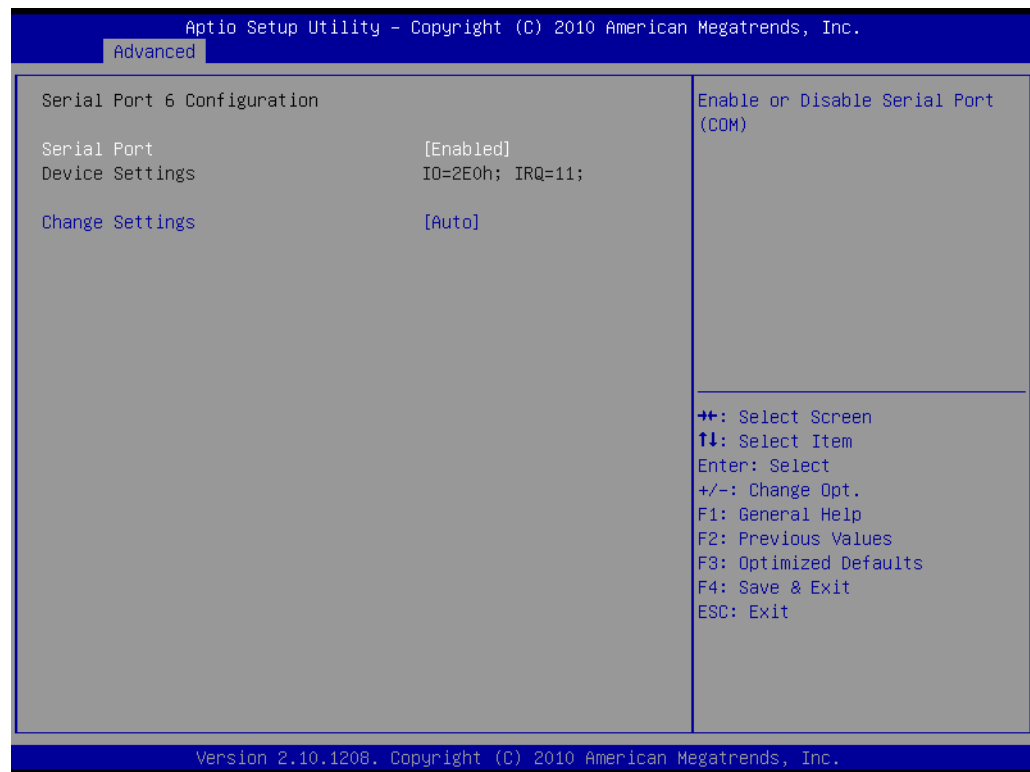 Aptio Setup Utility – Copyright (C) 2010 American Megatrends, Inc.
Advanced
Serial Port 6 Configuration
Serial Port [Enabled]
Device Settings IO=2E0h; IRQ=11;
Change Settings [Auto]
Enable or Disable Serial Port
(COM)
→←: Select Screen
↑↓: Select Item
Enter: Select
+/-: Change Opt.
F1: General Help
F2: Previous Values
F3: Optimized Defaults
F4: Save & Exit
ESC: Exit
Version 2.10.1208. Copyright (C) 2010 American Megatrends, Inc.